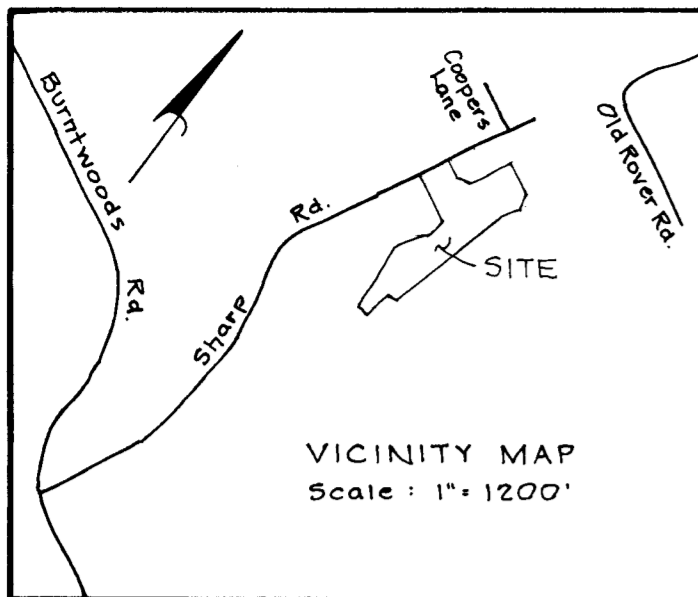 Burntwoods
Rd.
Sharp
Rd.
Coopers
Lane
Old Rover Rd.
SITE
VICINITY MAP
Scale : 1"= 1200'